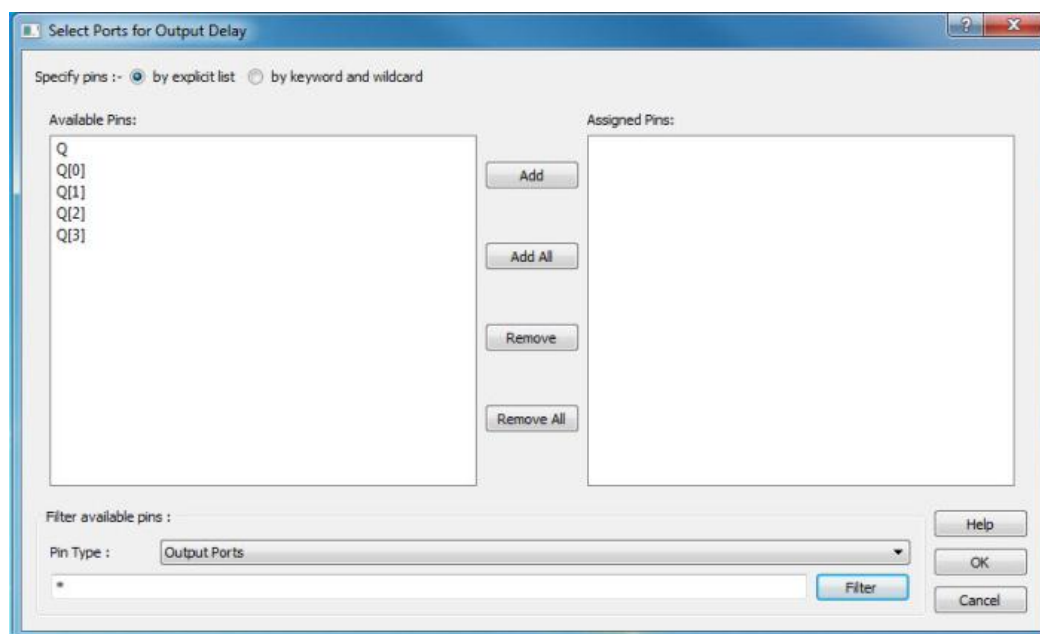 Select Ports for Output Delay
Specify pins :- by explicit list by keyword and wildcard
Available Pins:
Assigned Pins:
Q
Q[0]
Q[1]
Q[2]
Q[3]
Add
Add All
Remove
Remove All
Filter available pins :
Pin Type : Output Ports
* Filter
Help
OK
Cancel